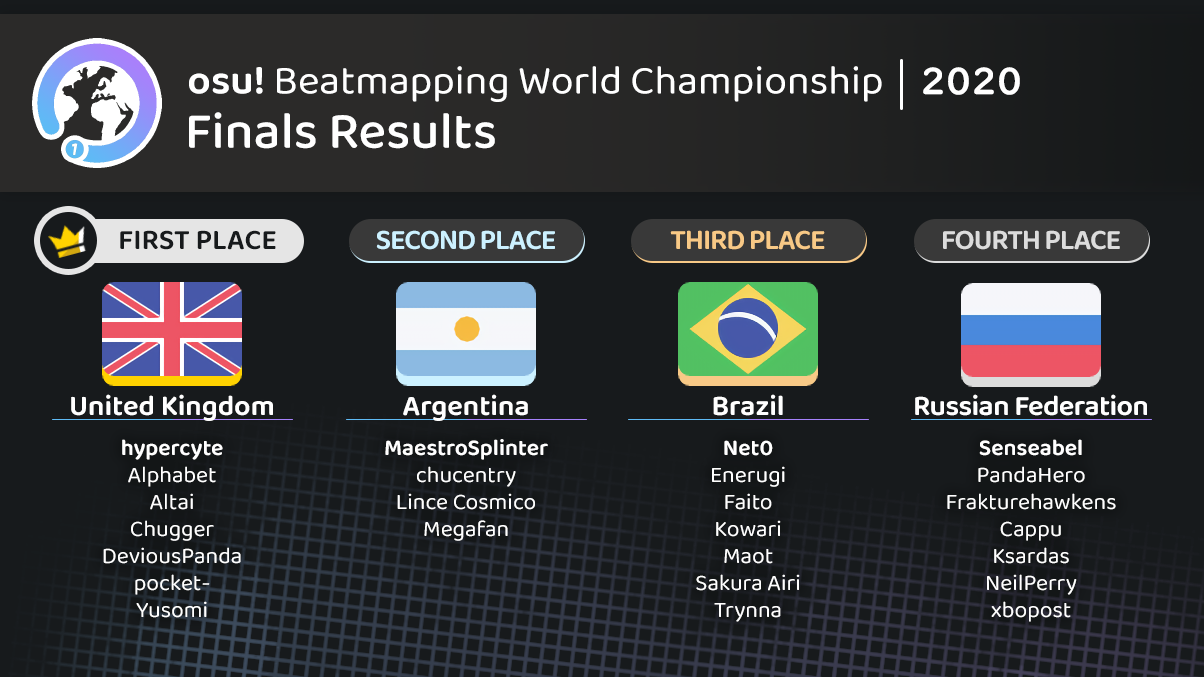 osu! Beatmapping World Championship | 2020
Finals Results
1
FIRST PLACE
SECOND PLACE
THIRD PLACE
FOURTH PLACE
United Kingdom
hypercyte
Alphabet
Altai
Chugger
DeviousPanda
pocket-
Yusomi
Argentina
MaestroSplinter
chucentry
Lince Cosmico
Megafan
Brazil
Net0
Enerugi
Faito
Kowari
Maot
Sakura Airi
Trynna
Russian Federation
Senseabel
PandaHero
Frakturehawkens
Cappu
Ksardas
NeilPerry
xbopost